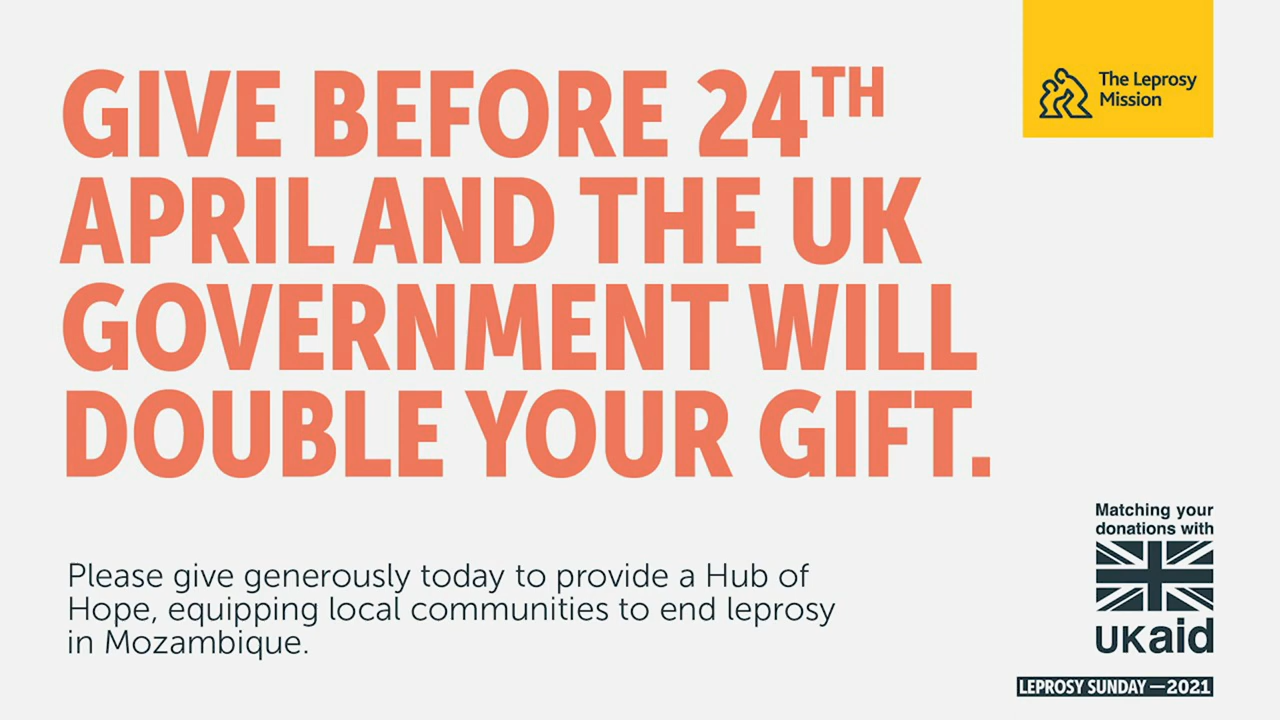 GIVE BEFORE 24TH
APRIL AND THE UK
GOVERNMENT WILL
DOUBLE YOUR GIFT.
The Leprosy
Mission
Please give generously today to provide a Hub of
Hope, equipping local communities to end leprosy
in Mozambique.
Matching your
donations with
UKaid
LEPROSY SUNDAY — 2021